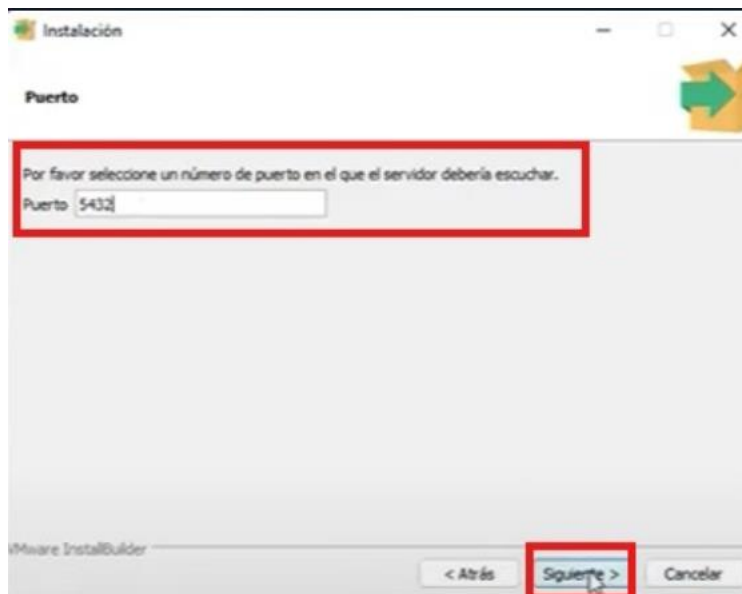 Instalación
Puerto
Por favor seleccione un número de puerto en el que el servidor debería escuchar.
Puerto 5432
VMware InstallBuilder
< Atrás Siguiente > Cancelar